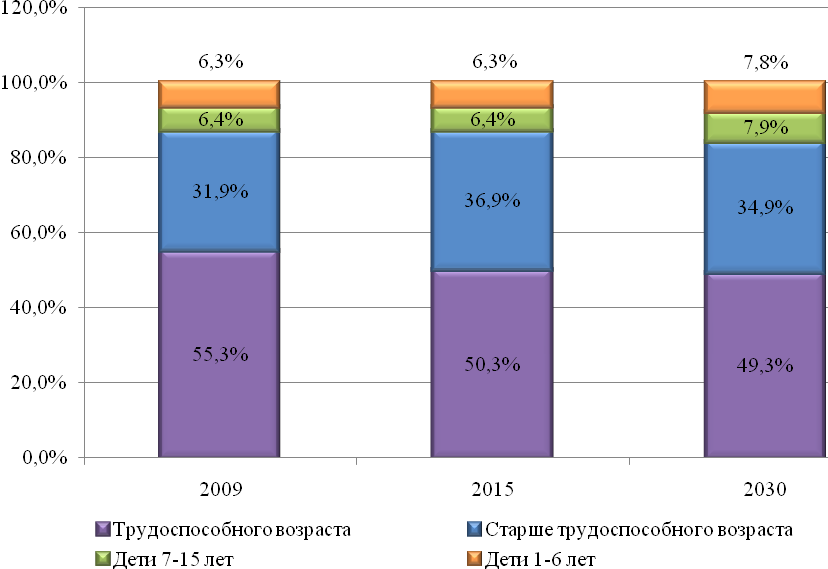 120,0%
6,3% 6,3% 7,8%
100,0%
6,4% 6,4% 7,9%
80,0%
31,9% 36,9% 34,9%
60,0%
40,0%
55,3% 50,3% 49,3%
20,0%
0,0%
2009 2015 2030
Трудоспособного возраста Старше трудоспособного возраста
Дети 7-15 лет Дети 1-6 лет